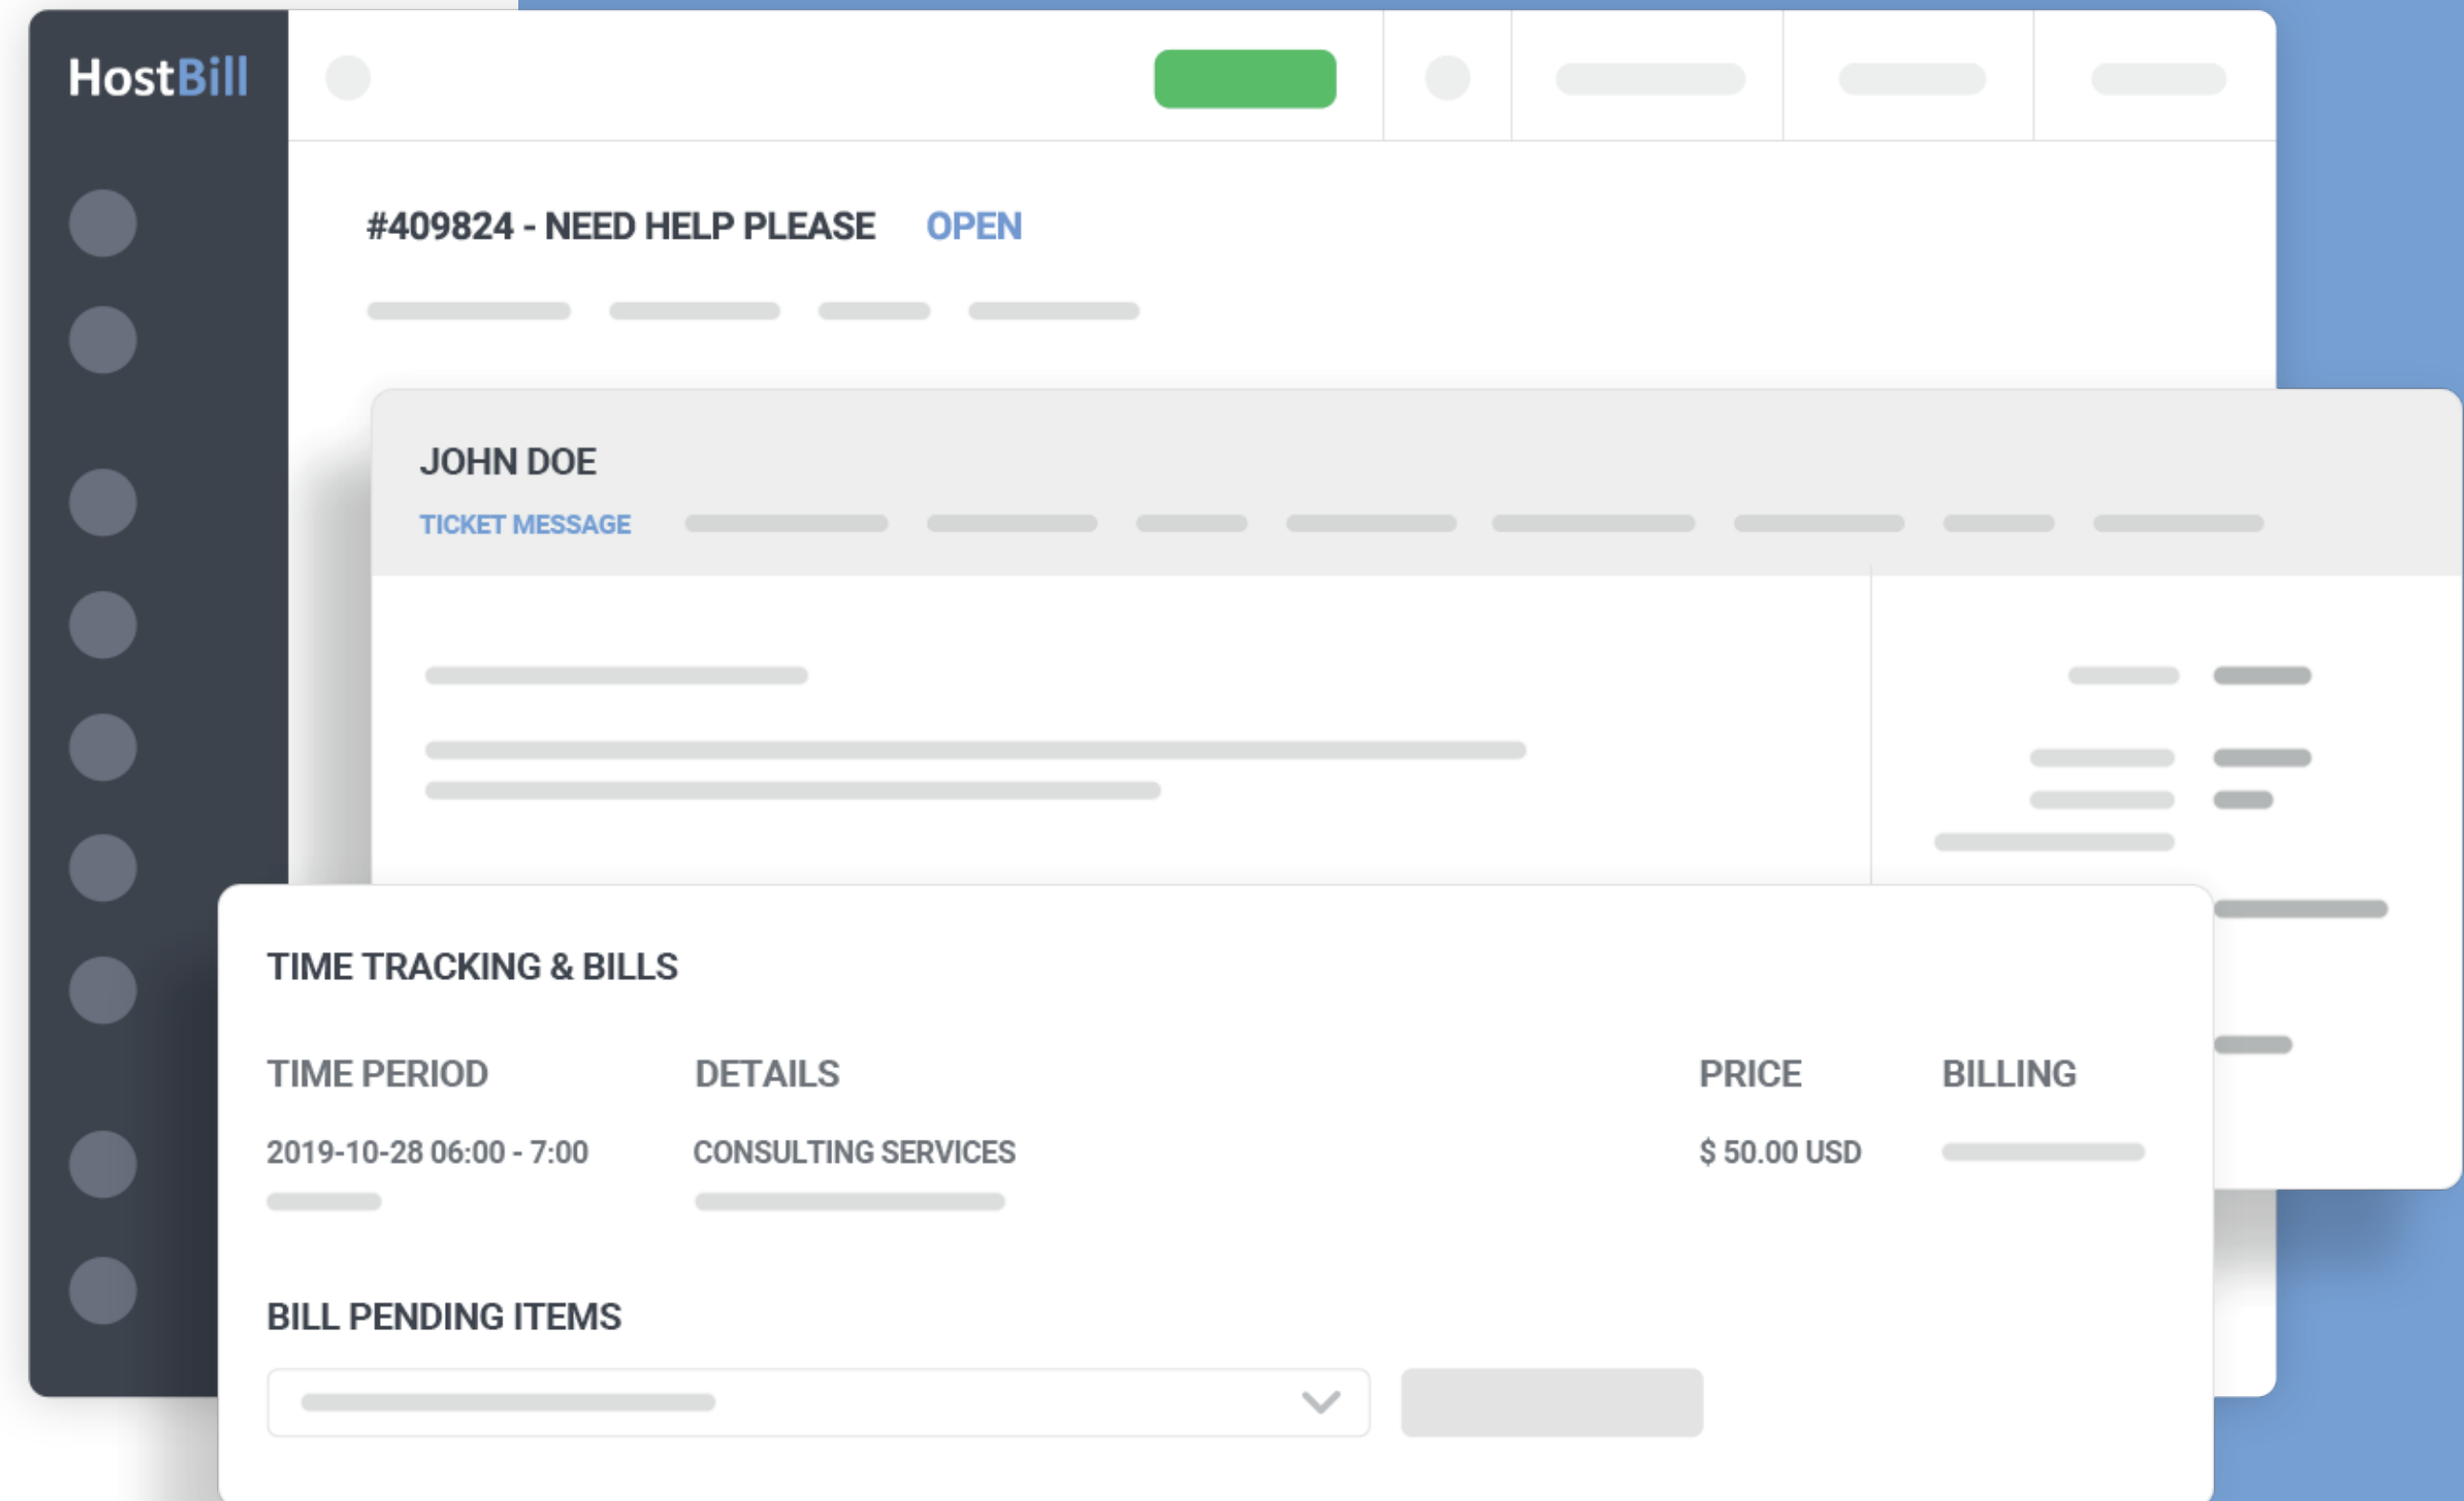 HostBill
#409824 - NEED HELP PLEASE OPEN
JOHN DOE
TICKET MESSAGE
TIME TRACKING & BILLS
TIME PERIOD DETAILS PRICE BILLING
2019-10-28 06:00 - 7:00 CONSULTING SERVICES $ 50.00 USD
BILL PENDING ITEMS